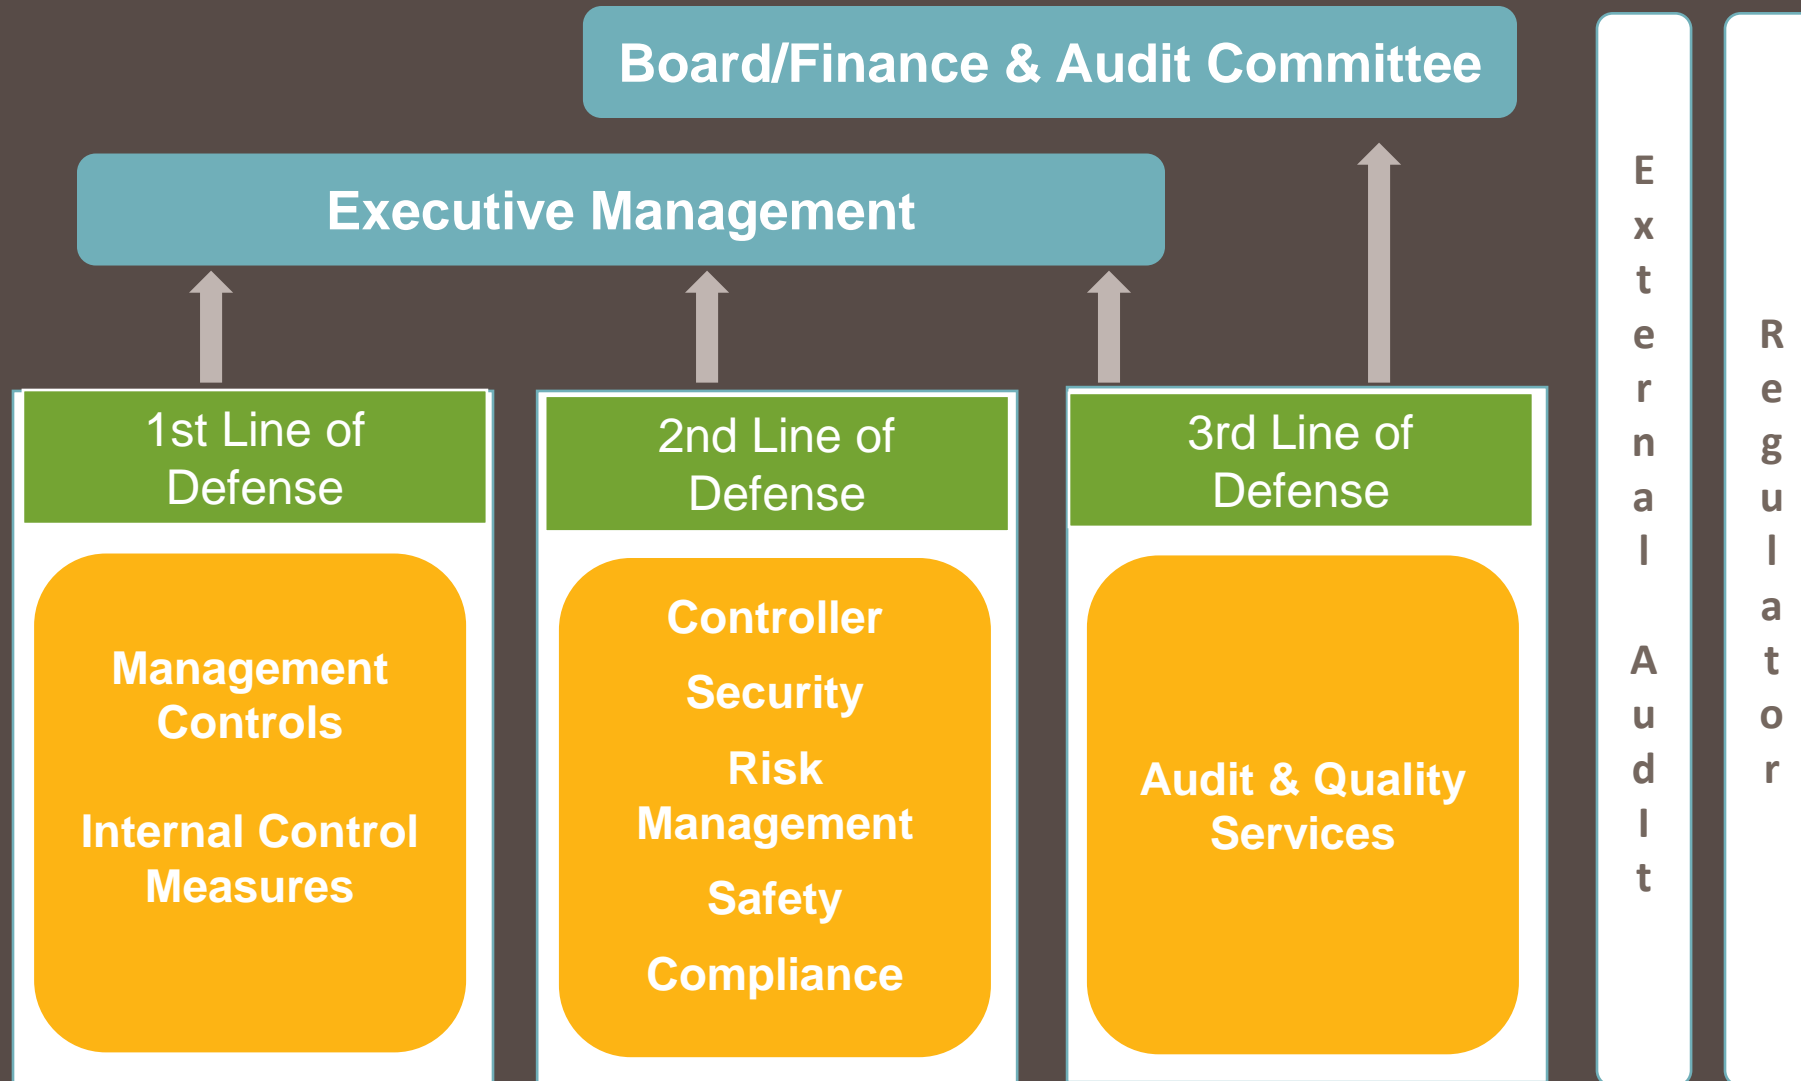 Board/Finance & Audit Committee
Executive Management
1st Line of
Defense
Management
Controls
Internal Control
Measures
2nd Line of
Defense
Controller
Security
Risk
Management
Safety
Compliance
3rd Line of
Defense
Audit & Quality
Services
External AudIt
Regulator